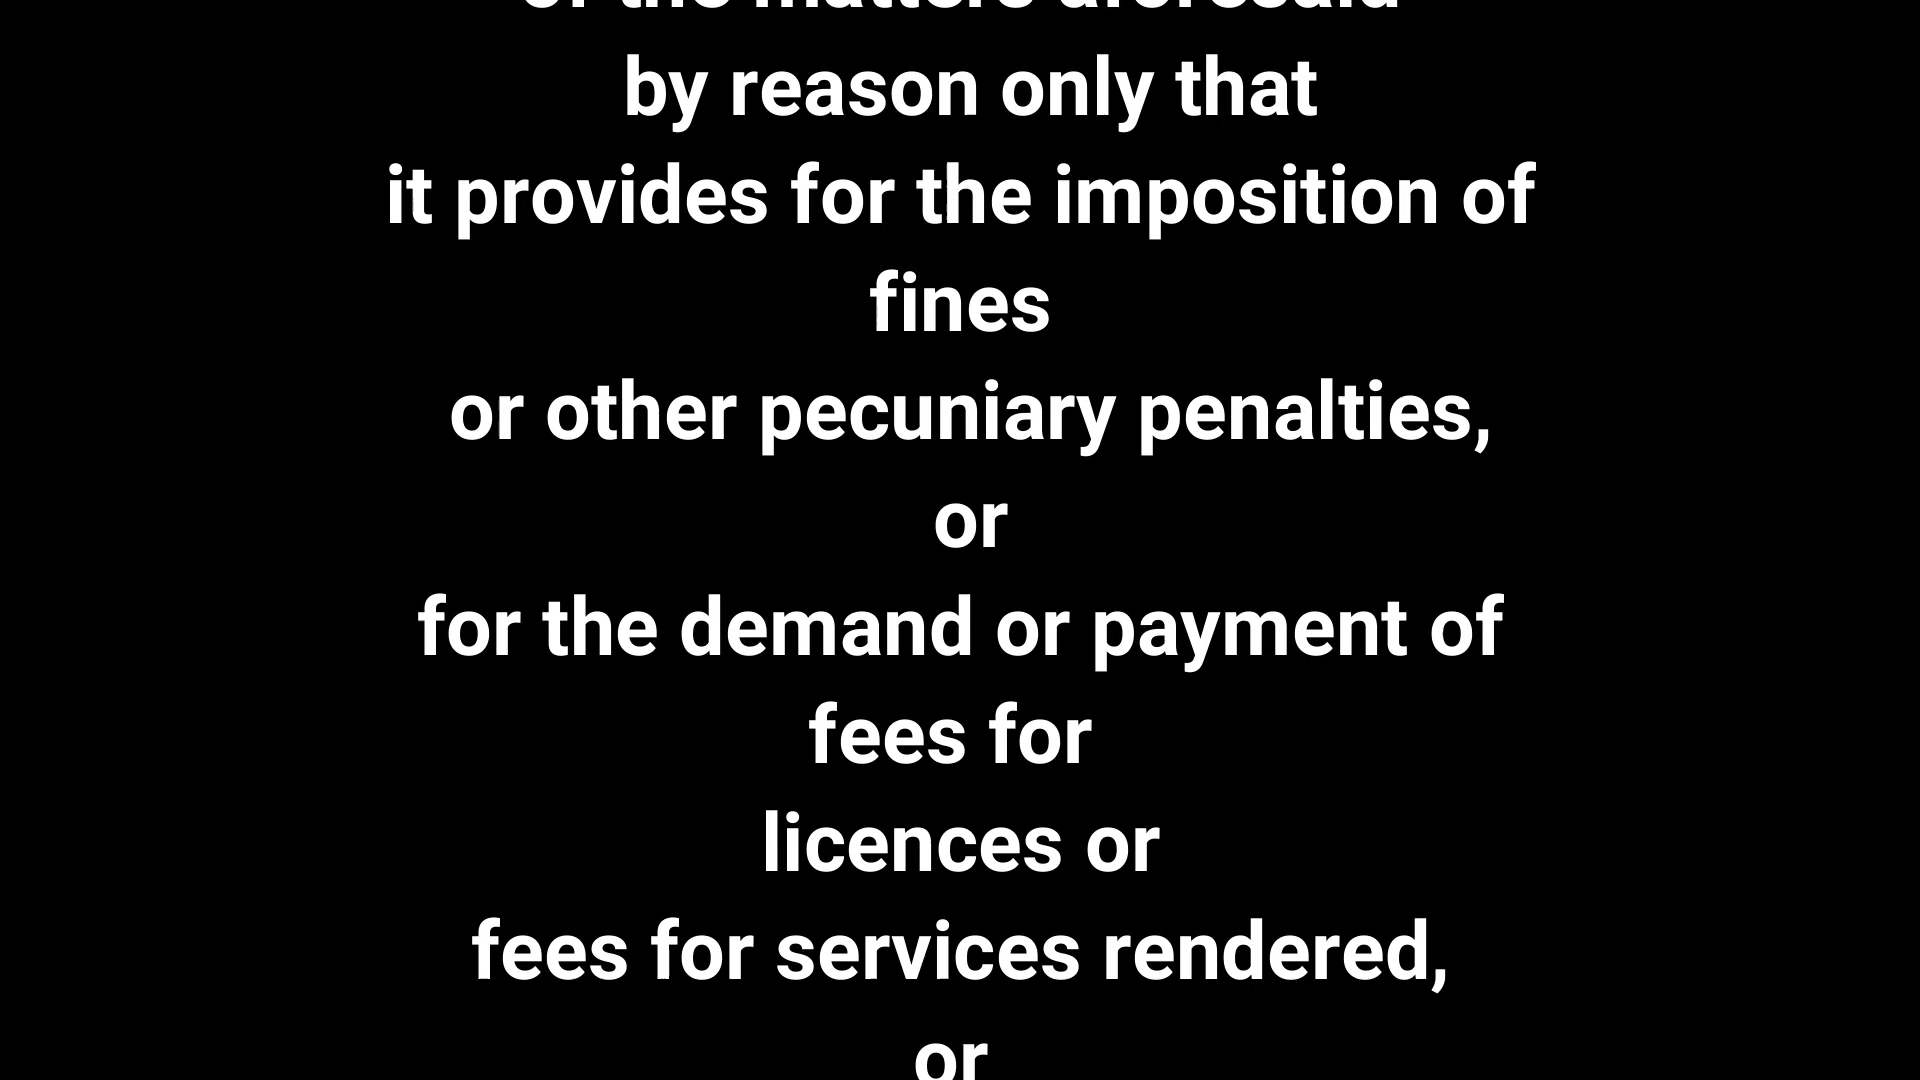 of the matters aforesaid
by reason only that
it provides for the imposition of
fines
or other pecuniary penalties,
or
for the demand or payment of
fees for
licences or
fees for services rendered,
or